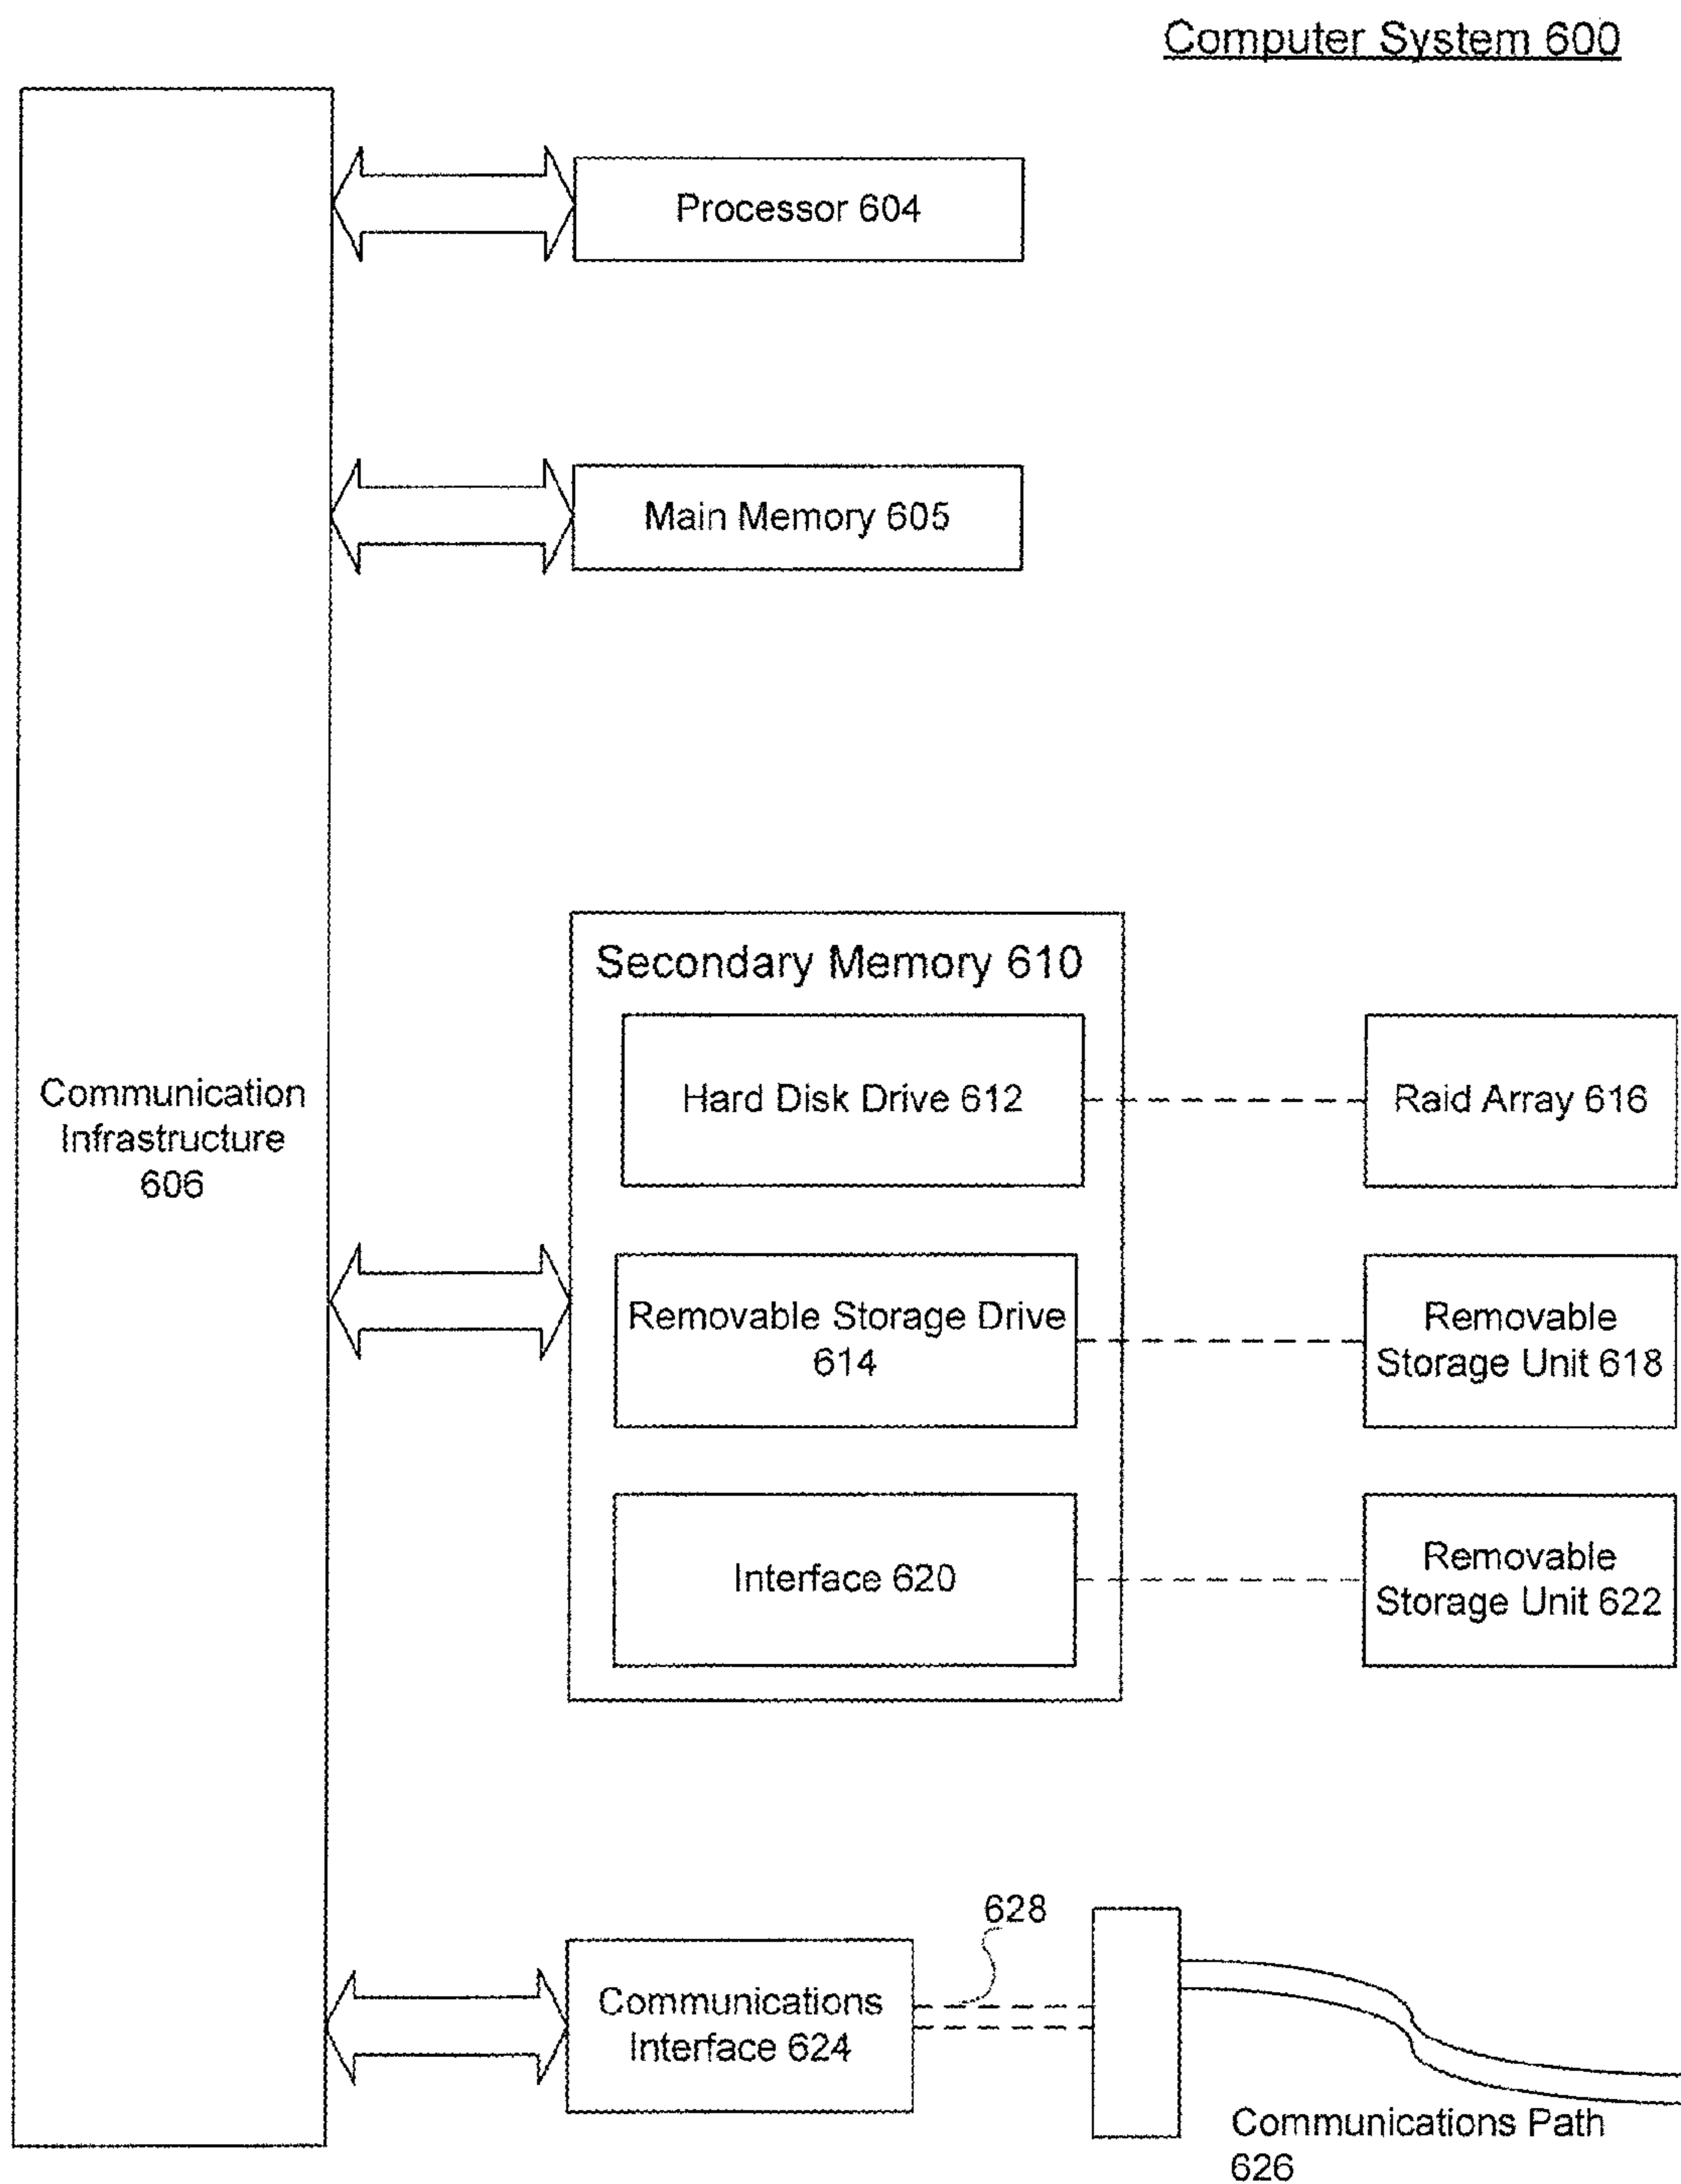 Computer System 600
Processor 604
Main Memory 605
Secondary Memory 610
Hard Disk Drive 612
Raid Array 616
Communication
Infrastructure
606
Removable Storage Drive
614
Removable
Storage Unit 618
Interface 620
Removable
Storage Unit 622
628
Communications
Interface 624
Communications Path
626